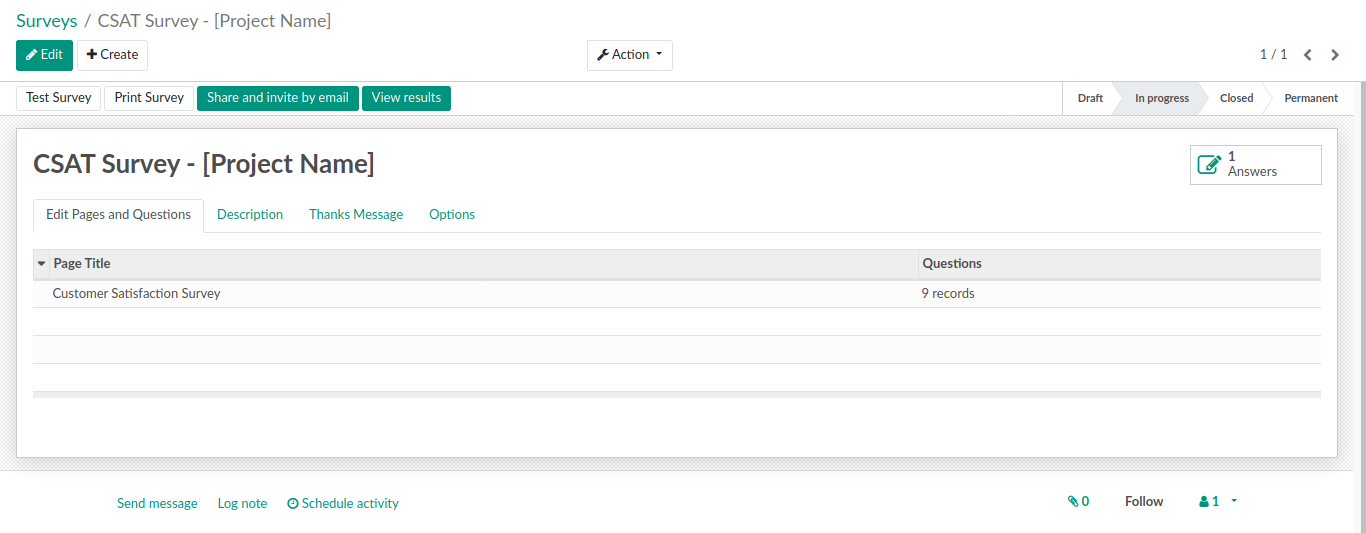 Surveys / CSAT Survey - [Project Name]
Edit Create Action 1 / 1
Test Survey Print Survey Share and invite by email View results Draft In progress Closed Permanent
CSAT Survey - [Project Name]
1
Answers
Edit Pages and Questions Description Thanks Message Options
Page Title Questions
Customer Satisfaction Survey 9 records
Send message Log note Schedule activity 0 Follow 1